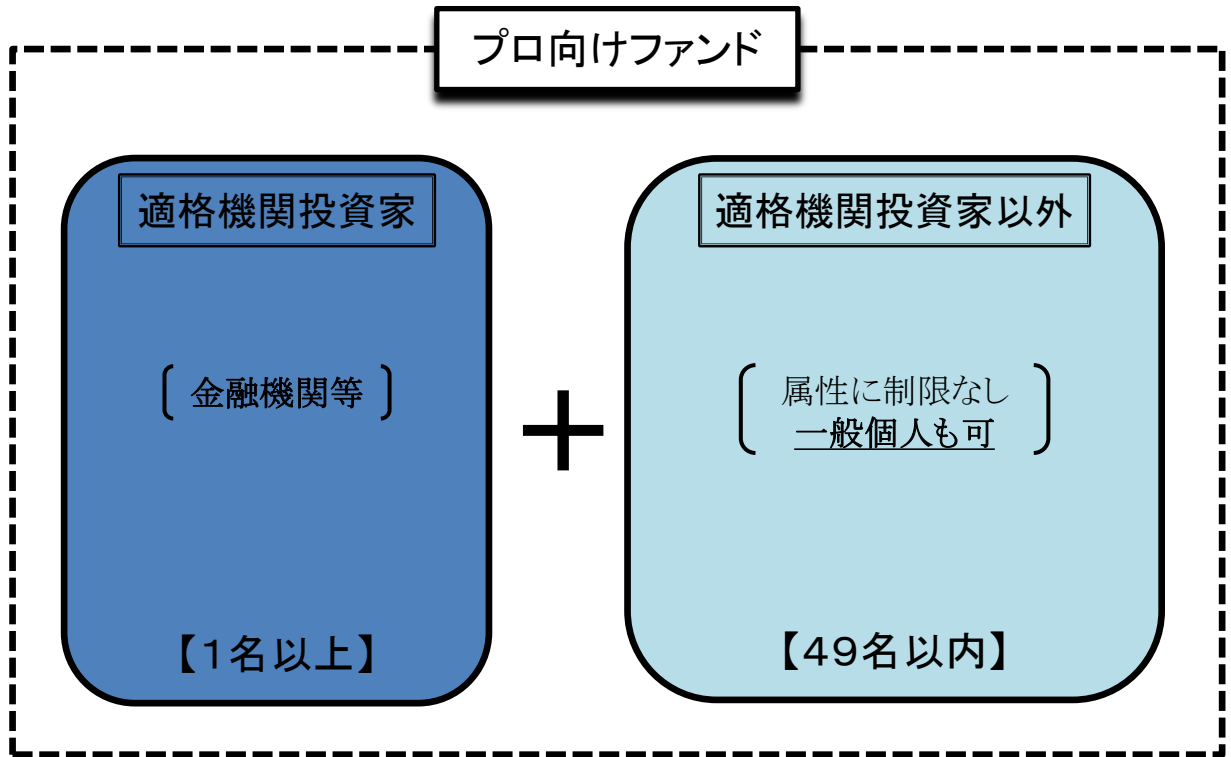 プロ向けファンド
適格機関投資家
金融機関等
【1名以上】
+
適格機関投資家以外
属性に制限なし
一般個人も可
【49名以内】